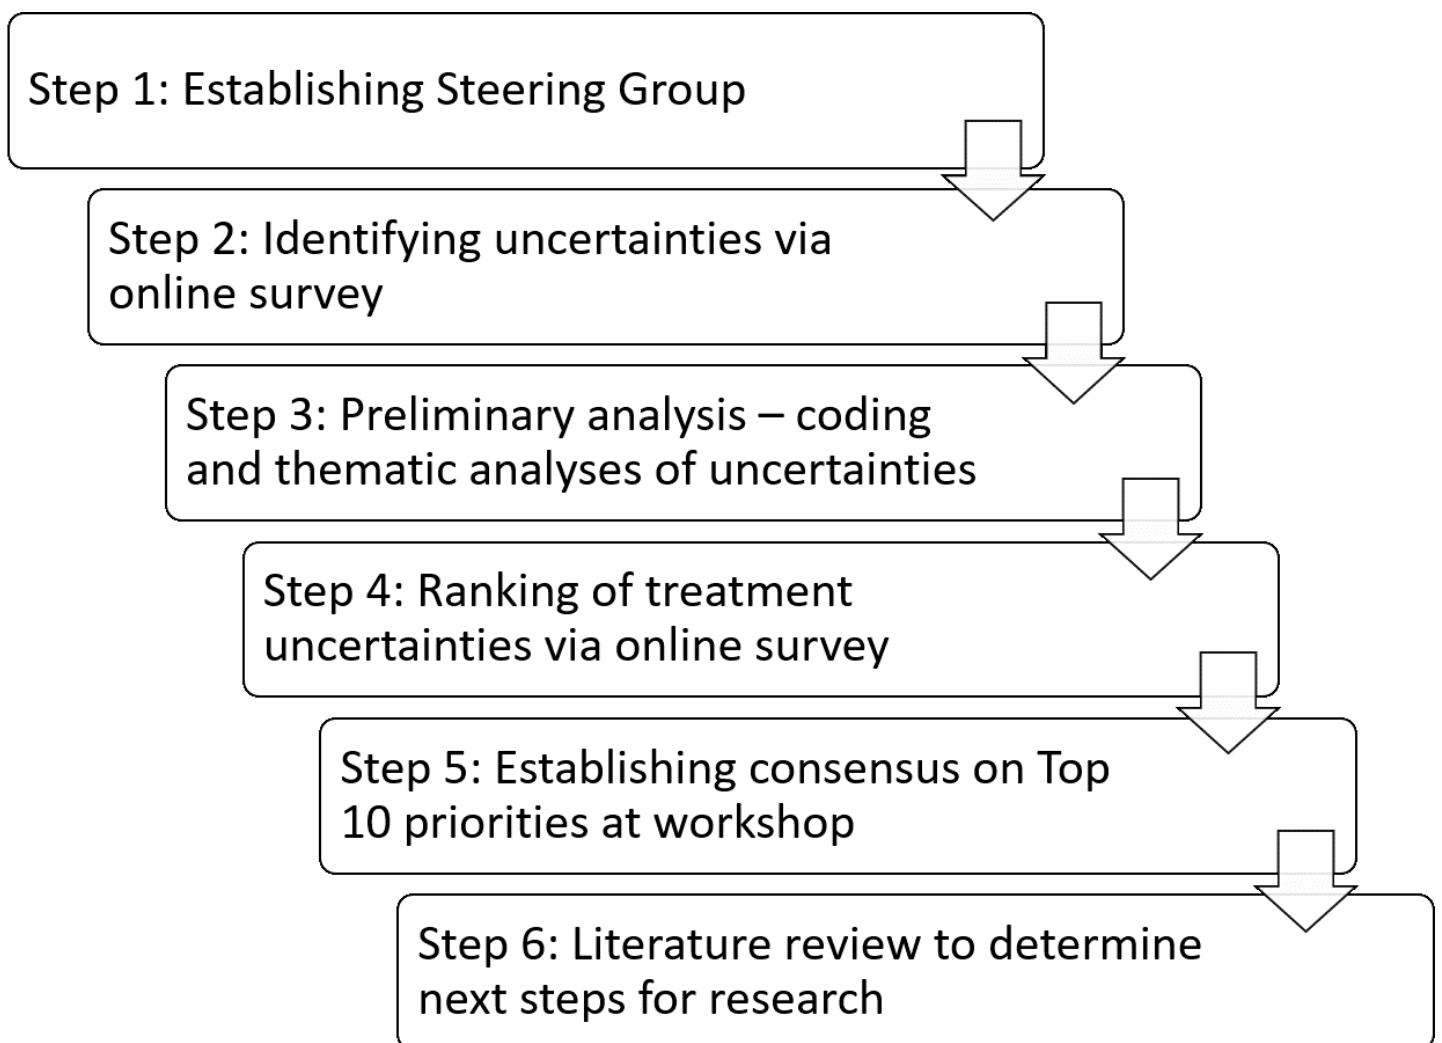 Step 1: Establishing Steering Group
Step 2: Identifying uncertainties via
online survey
Step 3: Preliminary analysis – coding
and thematic analyses of uncertainties
Step 4: Ranking of treatment
uncertainties via online survey
Step 5: Establishing consensus on Top
10 priorities at workshop
Step 6: Literature review to determine
next steps for research